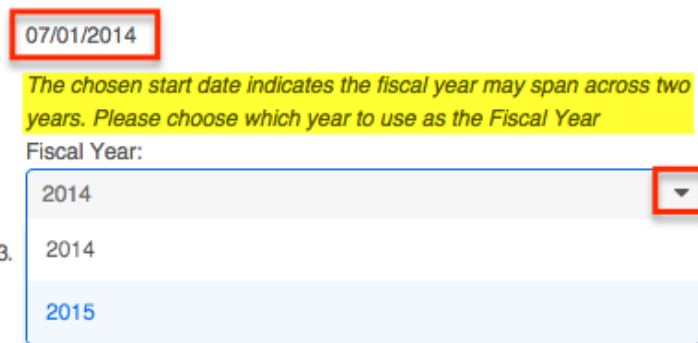 07/01/2014
The chosen start date indicates the fiscal year may span across two
years. Please choose which year to use as the Fiscal Year
Fiscal Year:
2014
3.
2014
2015